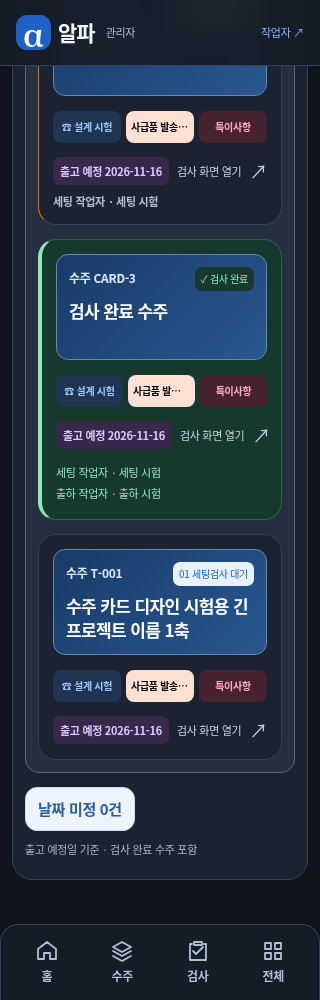 α 알파 관리자 작업자 ↗
☎ 설계 시험 사급품 발송… 특이사항
출고 예정 2026-11-16 검사 화면 열기 ↗
세팅 작업자 · 세팅 시험
수주 CARD-3 ✓ 검사 완료
검사 완료 수주
☎ 설계 시험 사급품 발… 특이사항
출고 예정 2026-11-16 검사 화면 열기 ↗
세팅 작업자 · 세팅 시험
출하 작업자 · 출하 시험
수주 T-001 01 세팅검사 대기
수주 카드 디자인 시험용 긴
프로젝트 이름 1축
☎ 설계 시험 사급품 발송… 특이사항
출고 예정 2026-11-16 검사 화면 열기 ↗
날짜 미정 0건
출고 예정일 기준 · 검사 완료 수주 포함
홈 수주 검사 전체